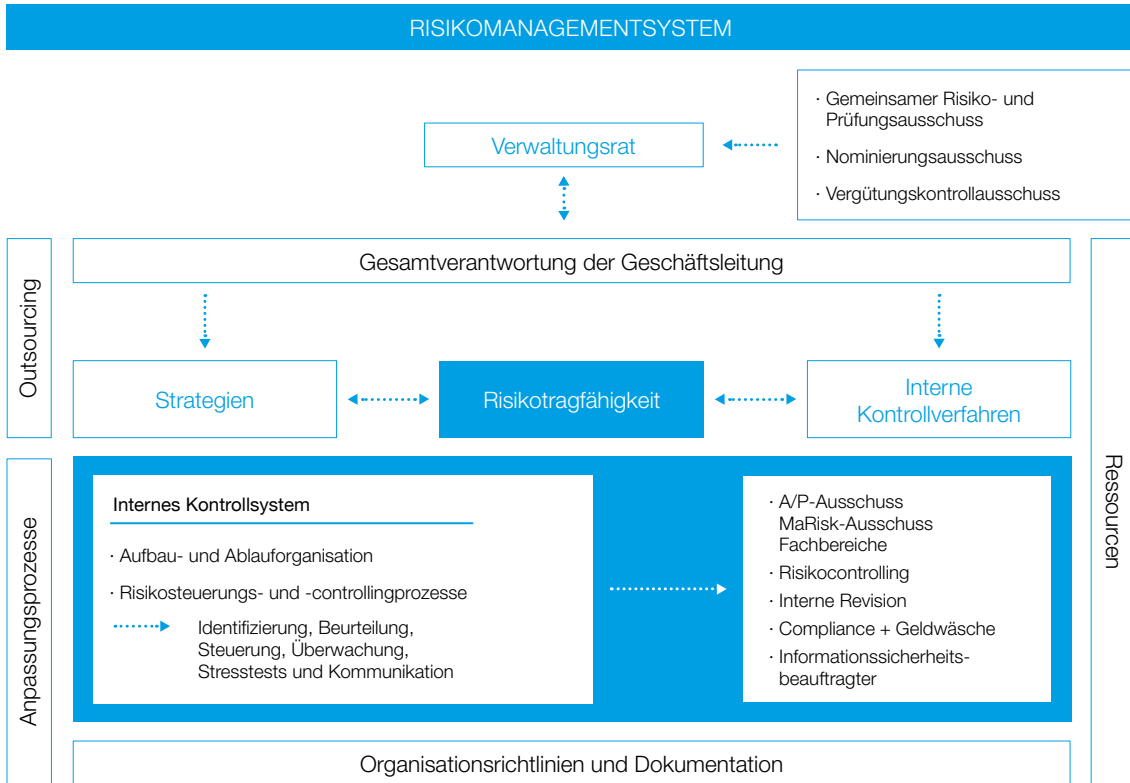 RISIKOMANAGEMENTSYSTEM
· Gemeinsamer Risiko- und
Prüfungsausschuss
· Nominierungsausschuss
· Vergütungskontrollausschuss
Verwaltungsrat
Gesamtverantwortung der Geschäftsleitung
Outsourcing
Strategien
Risikotragfähigkeit
Interne
Kontrollverfahren
Ressourcen
Anpassungsprozesse
Internes Kontrollsystem
· Aufbau- und Ablauforganisation
· Risikosteuerungs- und -controllingprozesse
Identifizierung, Beurteilung,
Steuerung, Überwachung,
Stresstests und Kommunikation
· A/P-Ausschuss
MaRisk-Ausschuss
Fachbereiche
· Risikocontrolling
· Interne Revision
· Compliance + Geldwäsche
· Informationssicherheits-
beauftragter
Organisationsrichtlinien und Dokumentation